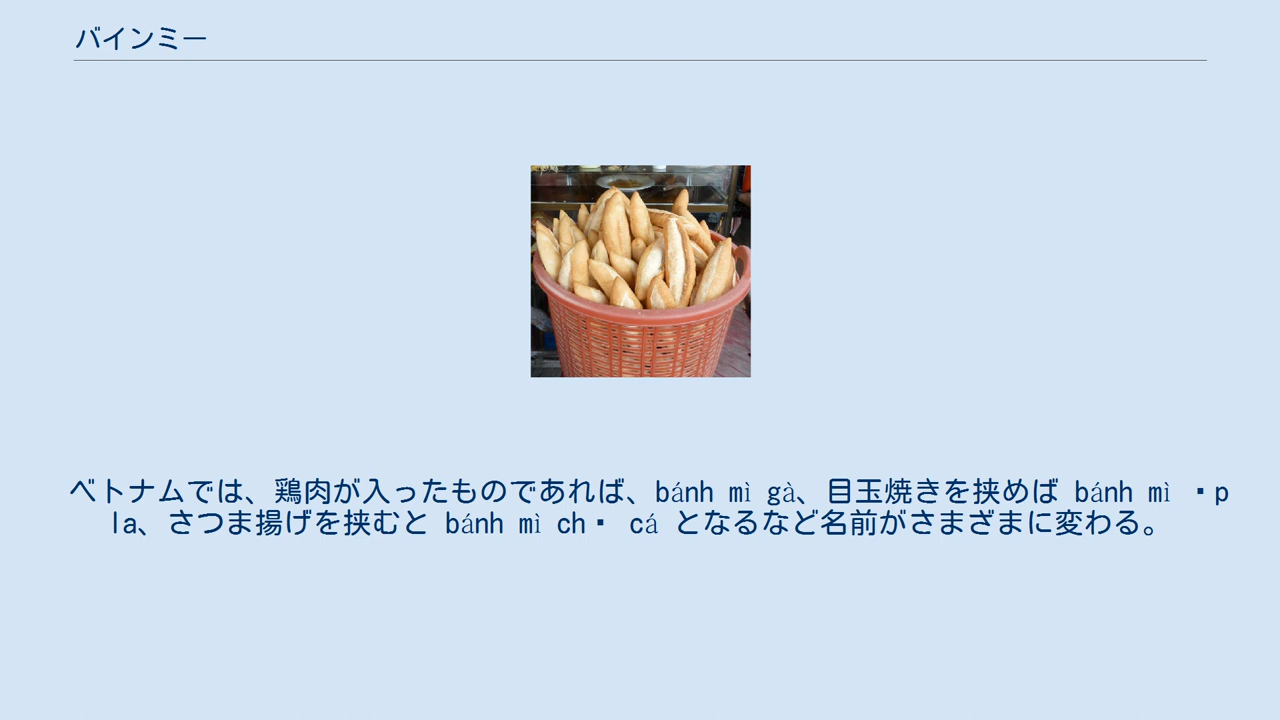 バインミー
ベトナムでは、鶏肉が入ったものであれば、bánh mì gà、目玉焼きを挟めば bánh mì ▪p
la、さつま揚げを挟むと bánh mì ch▪ cá となるなど名前がさまざまに変わる。